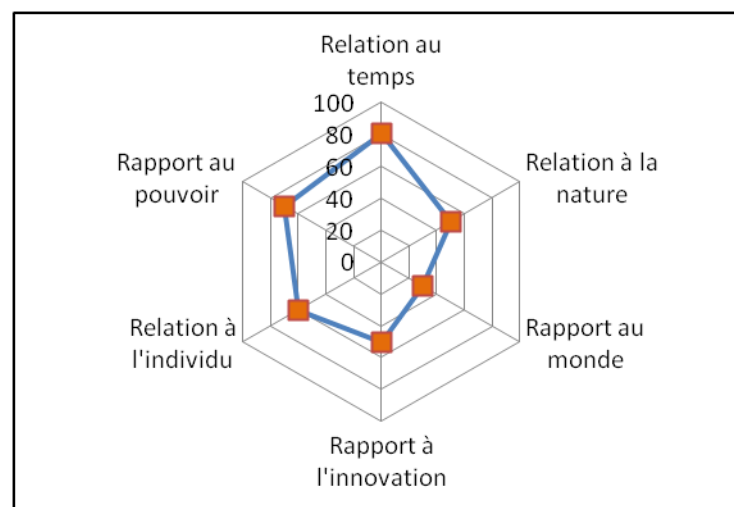 Relation au
temps
100
80
60
40
20
0
Relation à la
nature
Rapport au
monde
Rapport à
l'innovation
Relation à
l'individu
Rapport au
pouvoir